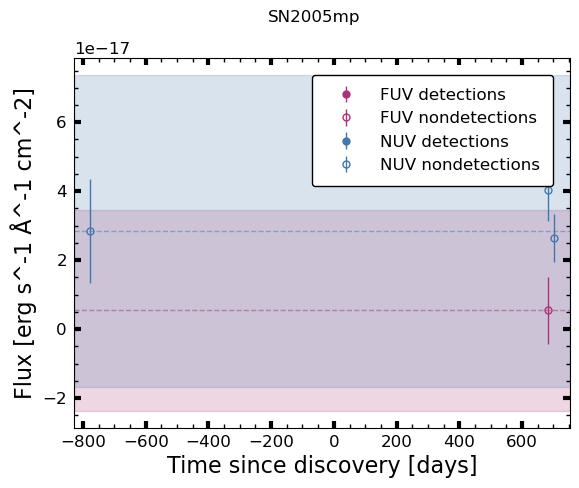 SN2005mp
1e−17
FUV detections
FUV nondetections
NUV detections
NUV nondetections
6
4
2
0
−2
Flux [erg s^-1 Å^-1 cm^-2]
−800 −600 −400 −200 0 200 400 600
Time since discovery [days]